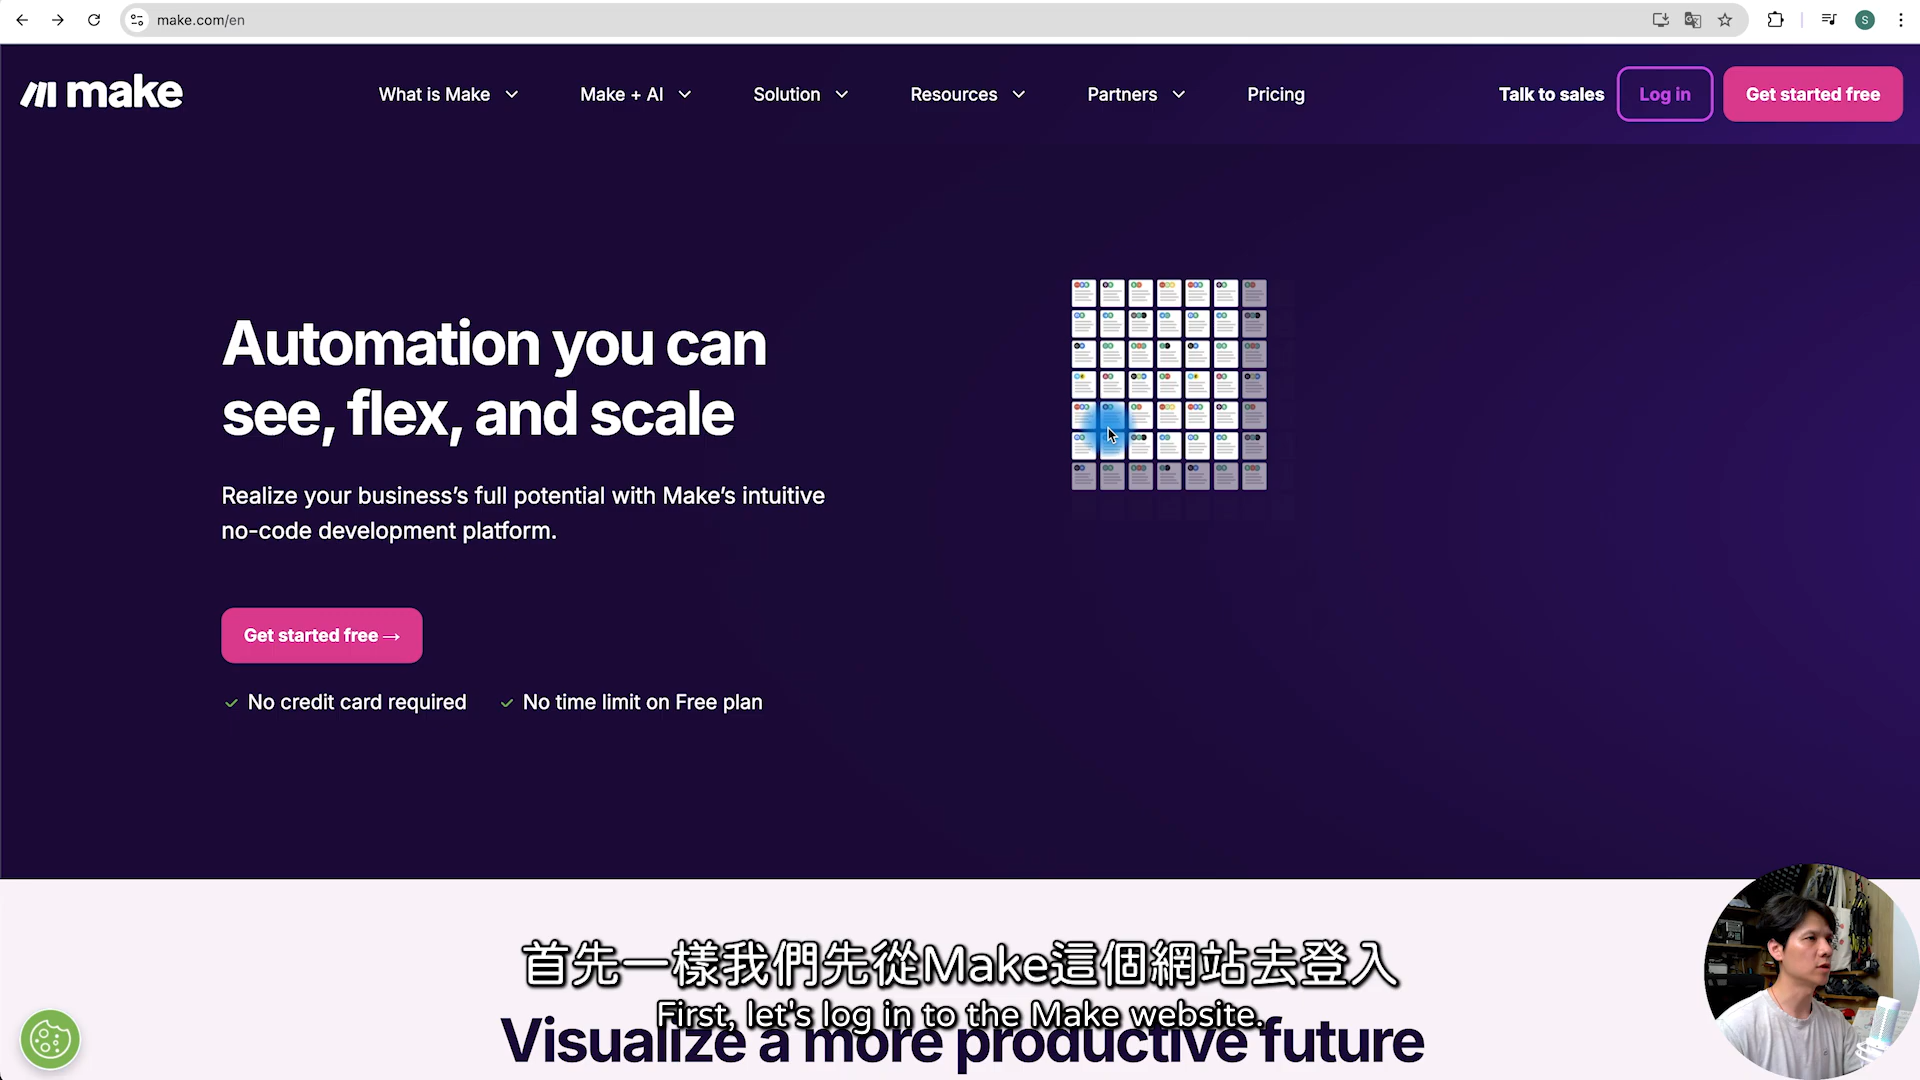 make.com/en
S
make
What is Make
Make + AI
Solution
Resources
Partners
Pricing
Talk to sales
Log in
Get started free
Automation you can
see, flex, and scale
Realize your business’s full potential with Make’s intuitive
no-code development platform.
Get started free →
No credit card required
No time limit on Free plan
首先一樣我們先從Make這個網站去登入
First, let's log in to the Make website.
Visualize a more productive future